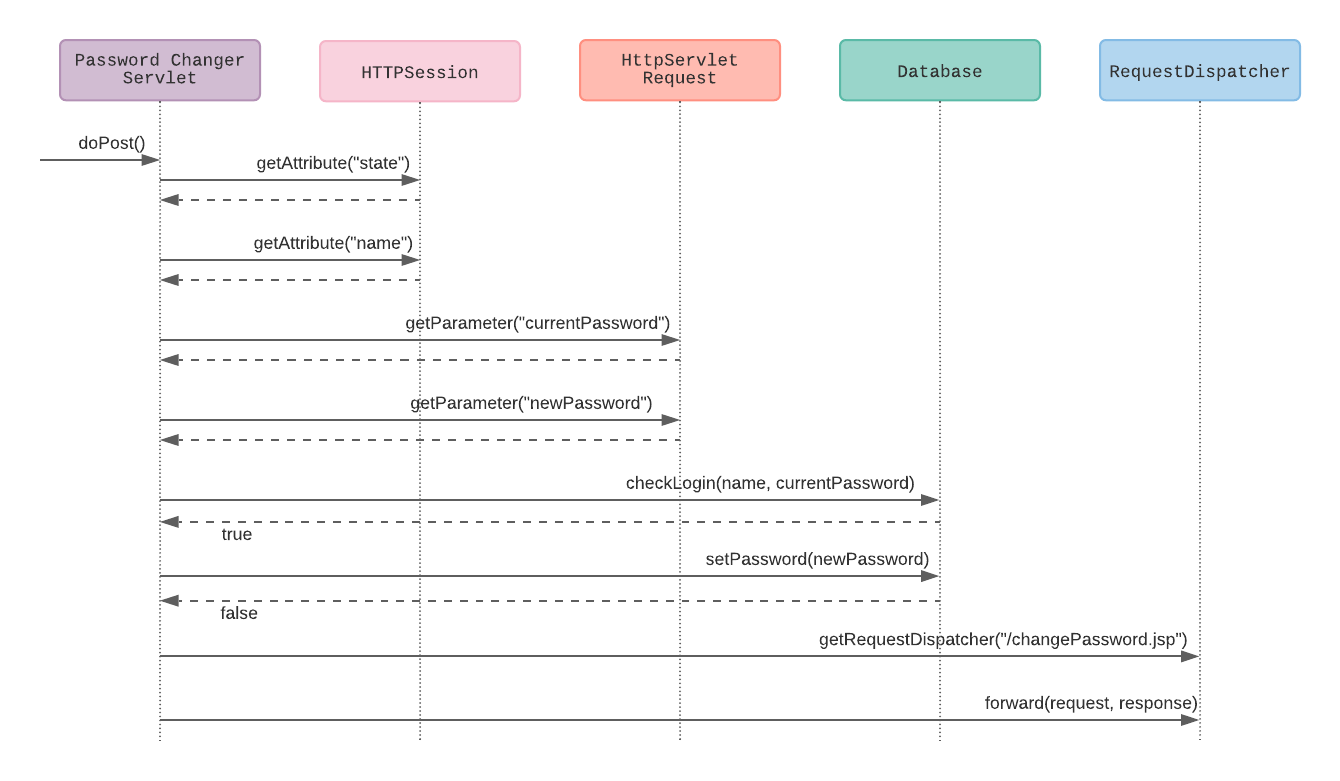 Password Changer
Servlet
HTTPSession
HttpServlet
Request
Database
RequestDispatcher
doPost()
getAttribute("state")
getAttribute("name")
getParameter("currentPassword")
getParameter("newPassword")
checkLogin(name, currentPassword)
true
setPassword(newPassword)
false
getRequestDispatcher("/changePassword.jsp")
forward(request, response)